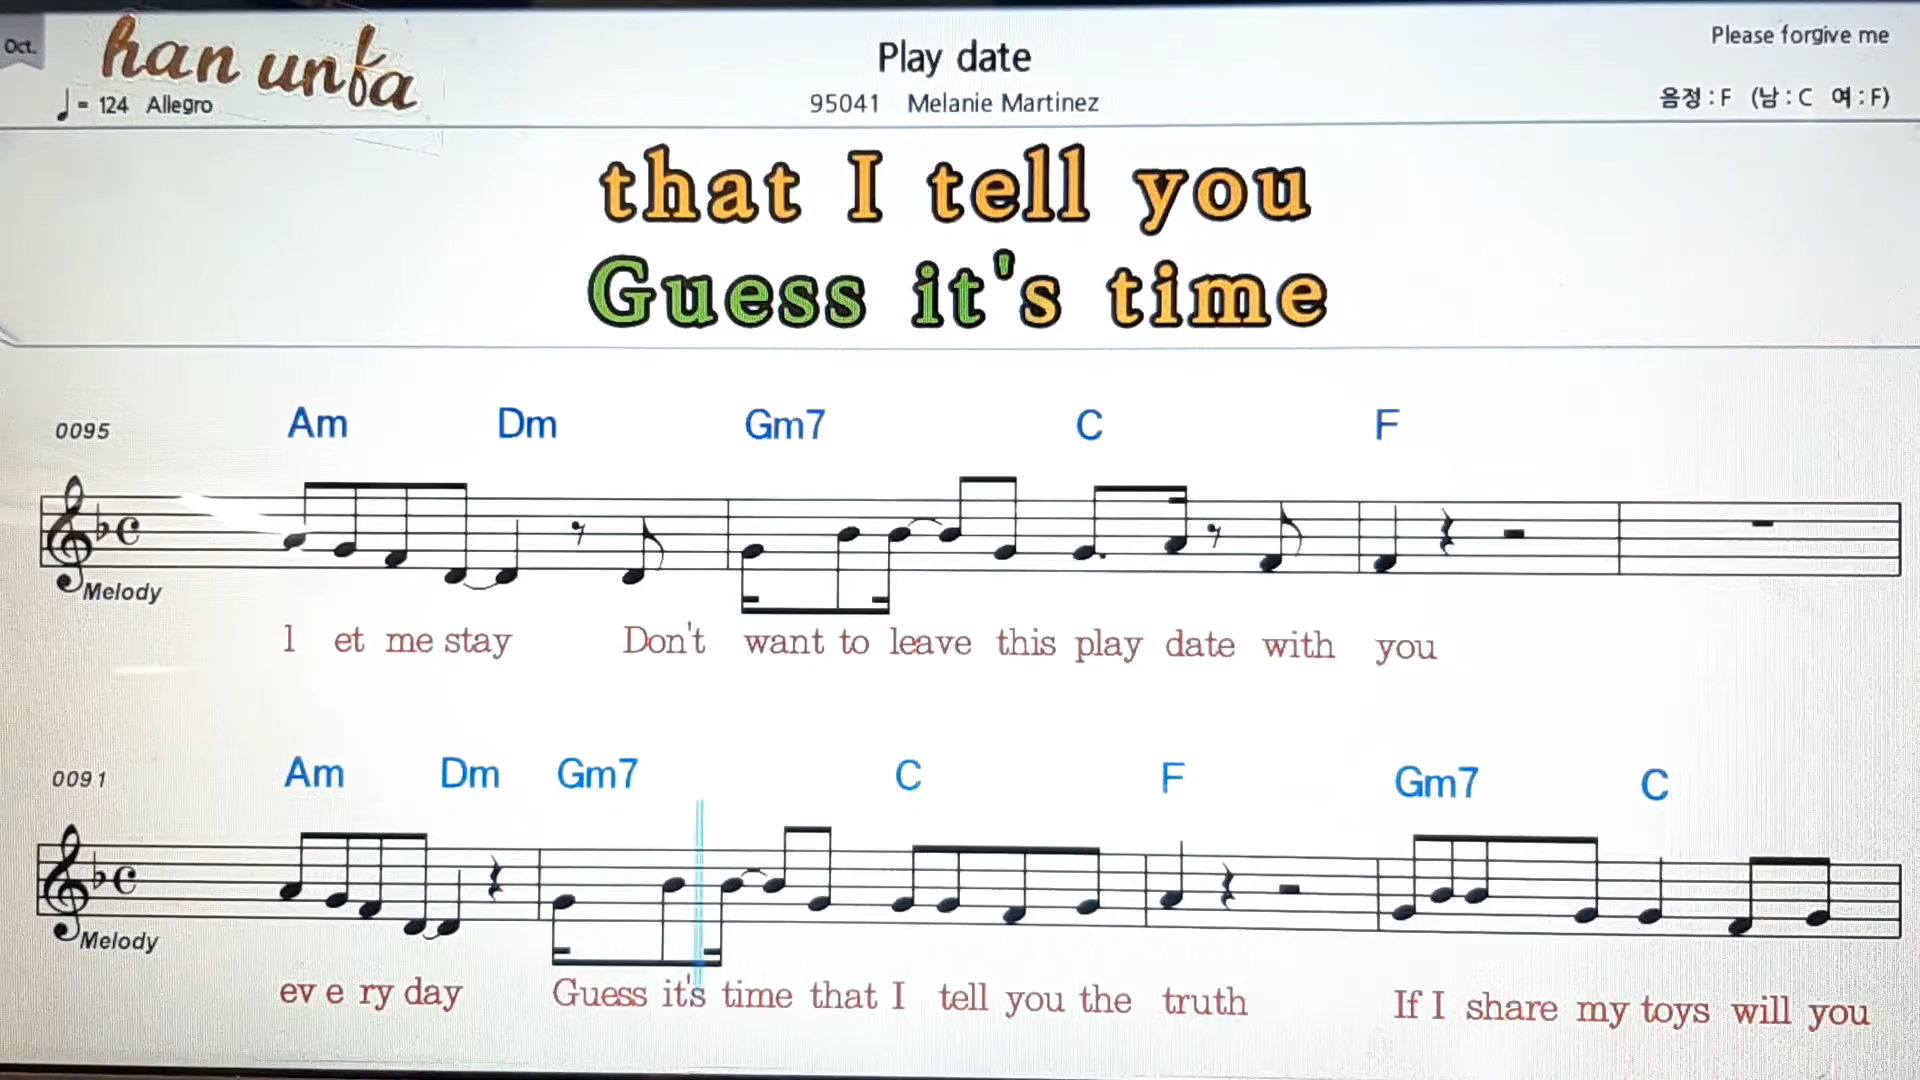 Oct.
han unfa
Play date
Please forgive me
= 124 Allegro
95041 Melanie Martinez
음정 : F (남 : C 여 : F)
that I tell you
Guess it's time
0095
Am Dm Gm7 C F
Melody
l et me stay Don't want to leave this play date with you
0091
Am Dm Gm7 C F Gm7 C
Melody
ev e ry day Guess it's time that I tell you the truth If I share my toys will you